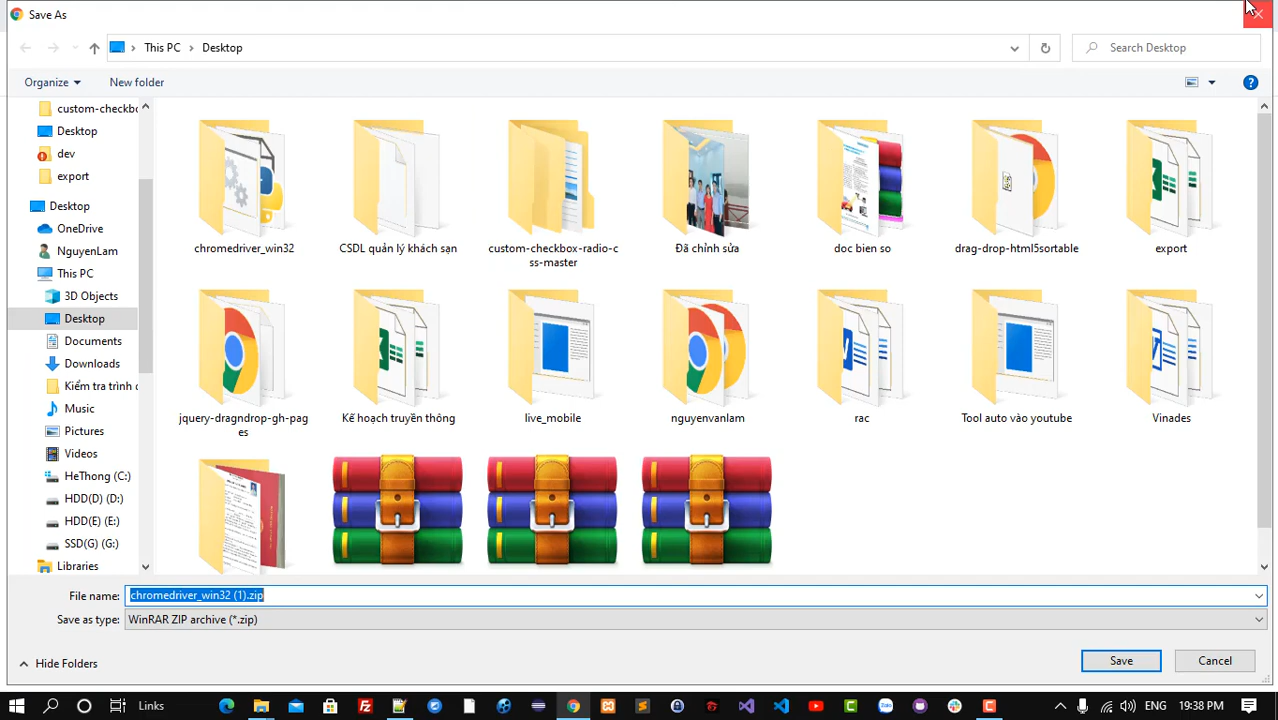 Save As
This PC
Desktop
Search Desktop
Organize
New folder
custom-checkbo
Desktop
dev
export
Desktop
OneDrive
NguyenLam
This PC
3D Objects
Desktop
Documents
Downloads
Kiểm tra trình d
Music
Pictures
Videos
HeThong (C:)
HDD(D) (D:)
HDD(E) (E:)
SSD(G) (G:)
Libraries
chromedriver_win32
CSDL quản lý khách sạn
custom-checkbox-radio-c
ss-master
Đã chỉnh sửa
doc bien so
drag-drop-html5sortable
export
jquery-dragndrop-gh-pag
es
Kế hoạch truyền thông
live_mobile
nguyenvanlam
rac
Tool auto vào youtube
Vinades
File name:
chromedriver_win32 (1).zip
Save as type:
WinRAR ZIP archive (*.zip)
Hide Folders
Save
Cancel
Links
ENG
19:38 PM